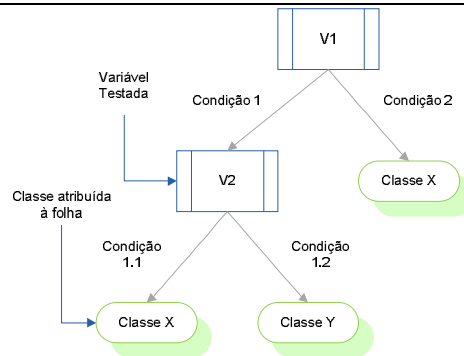 V1
Variável
Testada
Condição 1
Condição 2
V2
Classe X
Classe atribuída
à folha
Condição
1.1
Condição
1.2
Classe X
Classe Y